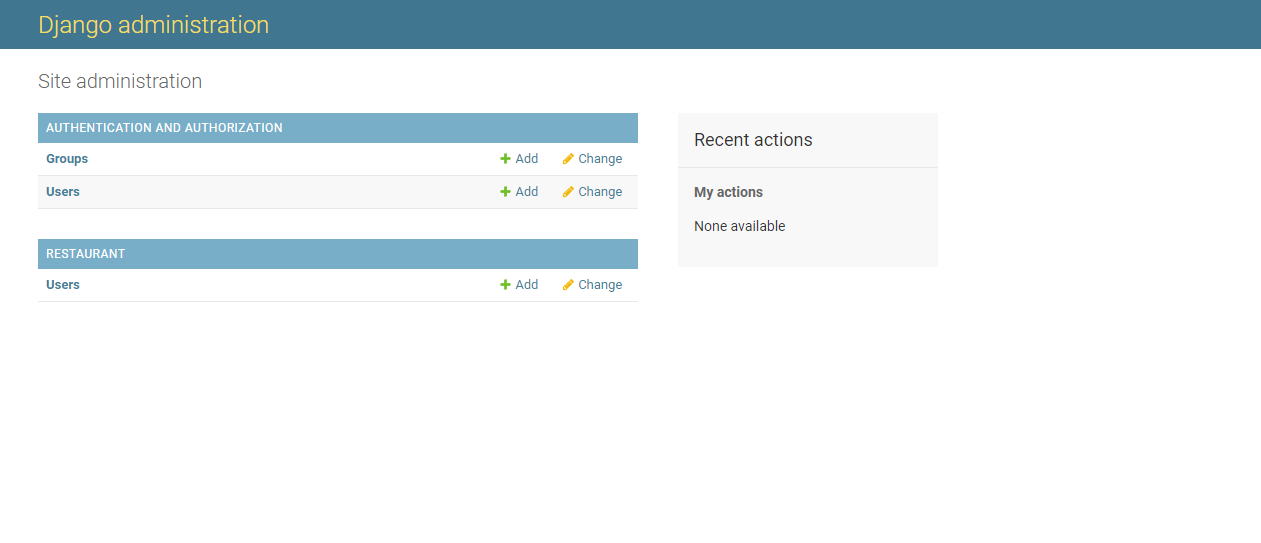 Django administration
Site administration
AUTHENTICATION AND AUTHORIZATION
Groups Add Change
Users Add Change
RESTAURANT
Users Add Change
Recent actions
My actions
None available